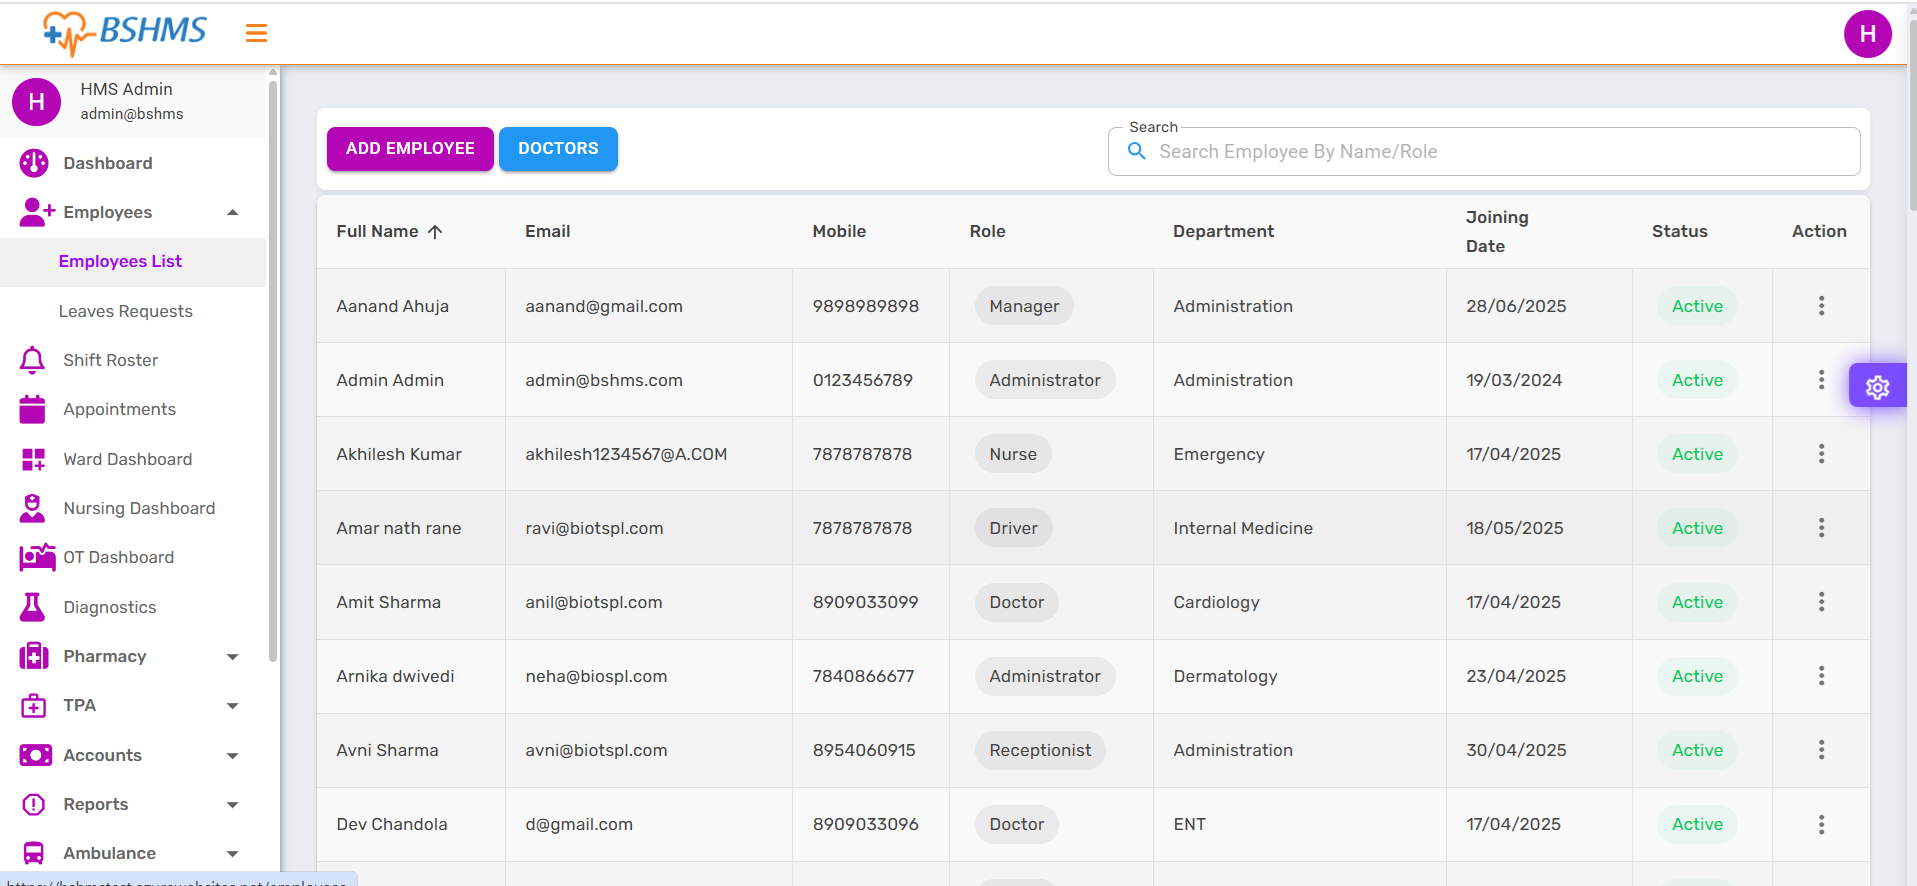 BSHMS
H
H
HMS Admin
admin@bshms
Dashboard
Employees
Employees List
Leaves Requests
Shift Roster
Appointments
Ward Dashboard
Nursing Dashboard
OT Dashboard
Diagnostics
Pharmacy
TPA
Accounts
Reports
Ambulance
ADD EMPLOYEE DOCTORS
Search
Search Employee By Name/Role
Full Name Email Mobile Role Department Joining Date Status Action
Aanand Ahuja aanand@gmail.com 9898989898 Manager Administration 28/06/2025 Active
Admin Admin admin@bshms.com 0123456789 Administrator Administration 19/03/2024 Active
Akhilesh Kumar akhilesh1234567@A.COM 7878787878 Nurse Emergency 17/04/2025 Active
Amar nath rane ravi@biotspl.com 7878787878 Driver Internal Medicine 18/05/2025 Active
Amit Sharma anil@biotspl.com 8909033099 Doctor Cardiology 17/04/2025 Active
Arnika dwivedi neha@biospl.com 7840866677 Administrator Dermatology 23/04/2025 Active
Avni Sharma avni@biotspl.com 8954060915 Receptionist Administration 30/04/2025 Active
Dev Chandola d@gmail.com 8909033096 Doctor ENT 17/04/2025 Active